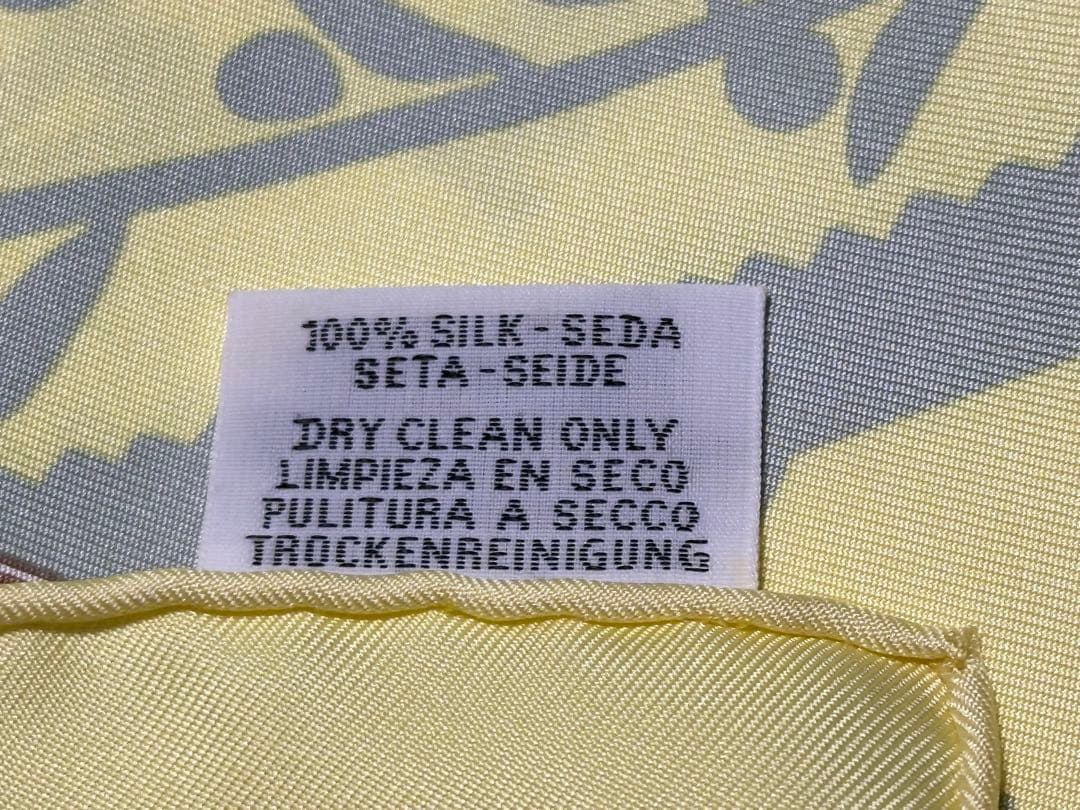 100% SILK - SEDA
SETA - SEIDE
DRY CLEAN ONLY
LIMPIEZA EN SECO
PULITURA A SECCO
TROCKENREINIGUNG